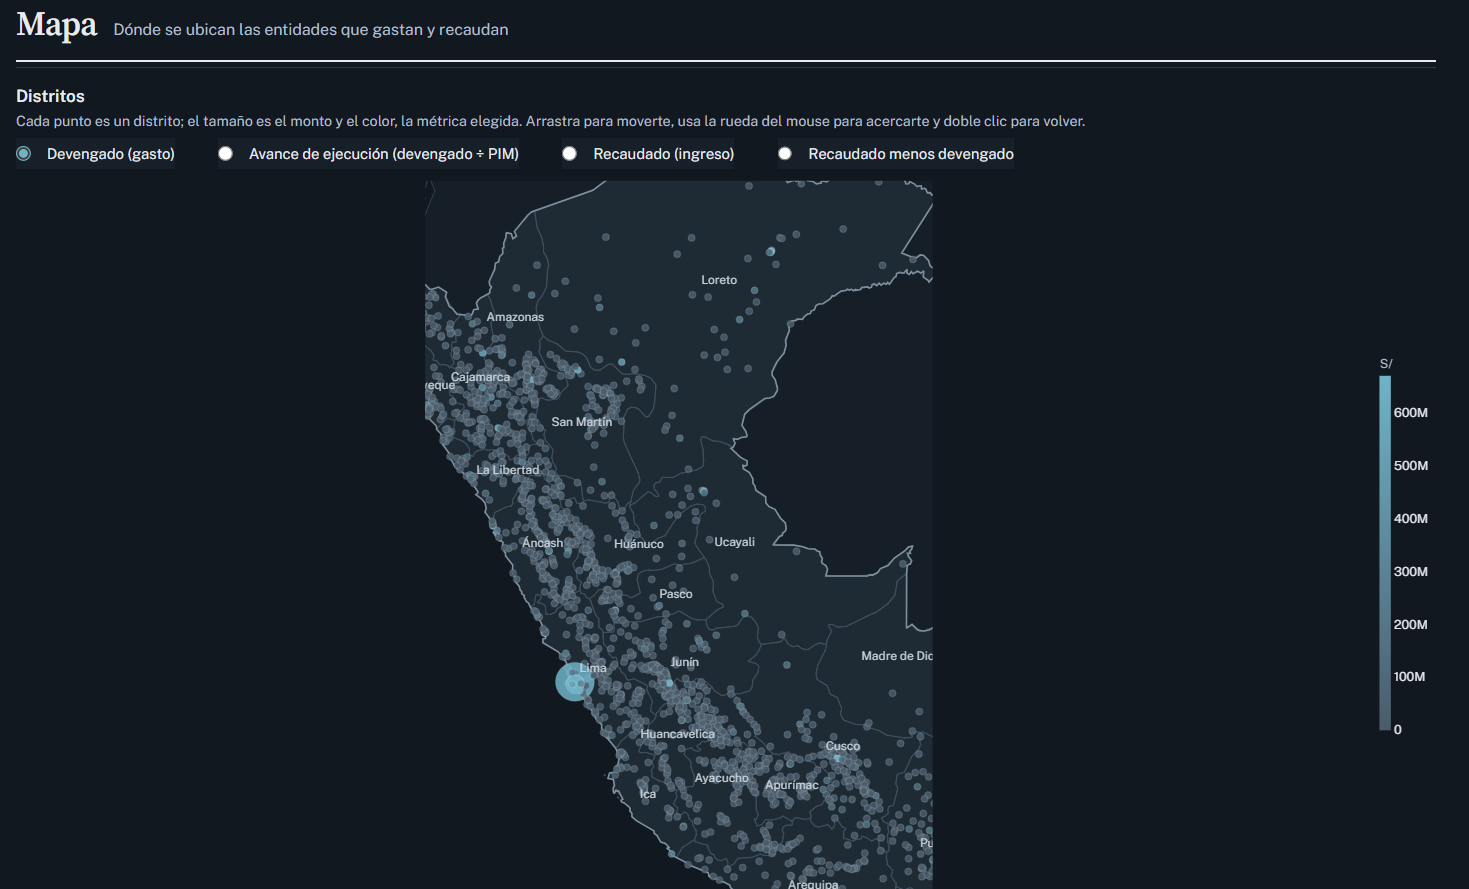 Mapa Dónde se ubican las entidades que gastan y recaudan
Distritos
Cada punto es un distrito; el tamaño es el monto y el color, la métrica elegida. Arrastra para moverte, usa la rueda del mouse para acercarte y doble clic para volver.
Devengado (gasto) Avance de ejecución (devengado ÷ PIM) Recaudado (ingreso) Recaudado menos devengado
Loreto
Amazonas
S/
Cajamarca
yeque
600M
San Martín
La Libertad
500M
400M
Áncash
Huánuco
Ucayali
300M
Pasco
200M
Madre de Dio
Junín
Lima
100M
Huancavelica
0
Cusco
Ayacucho
Apurímac
Ica
Pu
Arequipa